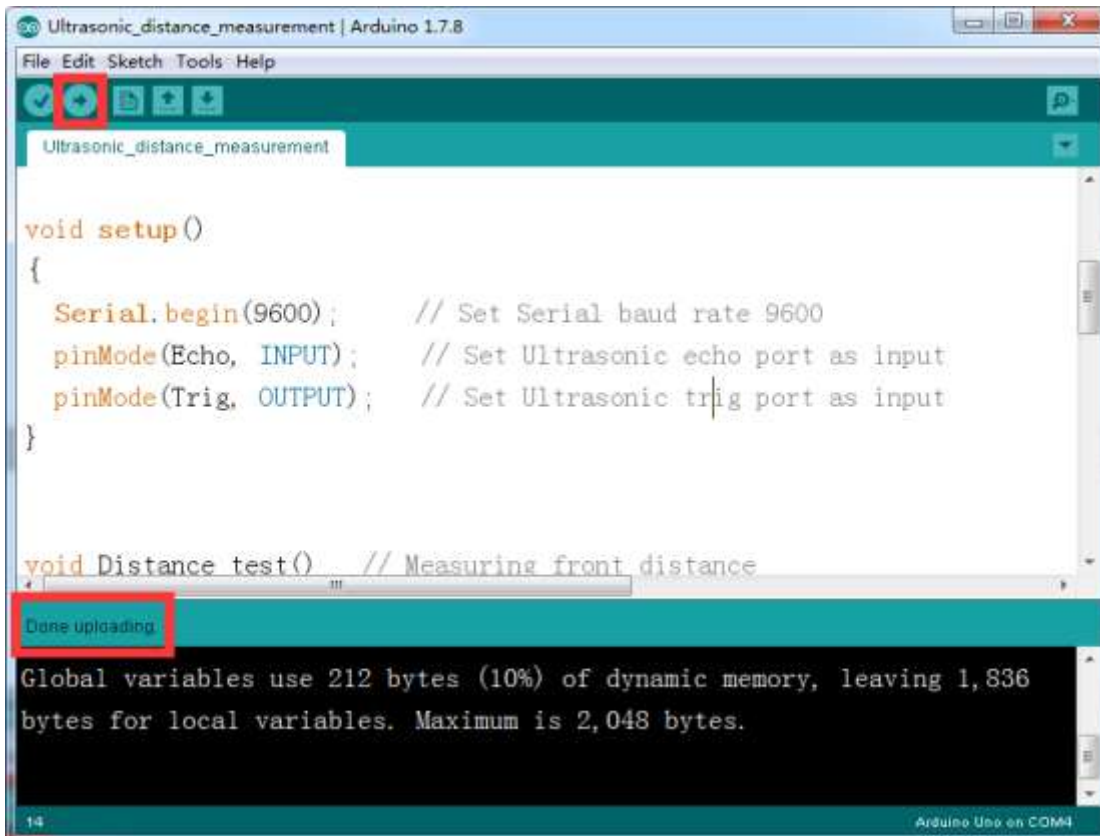 Ultrasonic_distance_measurement | Arduino 1.7.8
File Edit Sketch Tools Help
Ultrasonic_distance_measurement
void setup()
{
Serial.begin(9600); // Set Serial baud rate 9600
pinMode(Echo, INPUT); // Set Ultrasonic echo port as input
pinMode(Trig, OUTPUT); // Set Ultrasonic trig port as input
}
void Distance_test() // Measuring front distance
Done uploading.
Global variables use 212 bytes (10%) of dynamic memory, leaving 1,836
bytes for local variables. Maximum is 2,048 bytes.
14 Arduino Uno on COM4